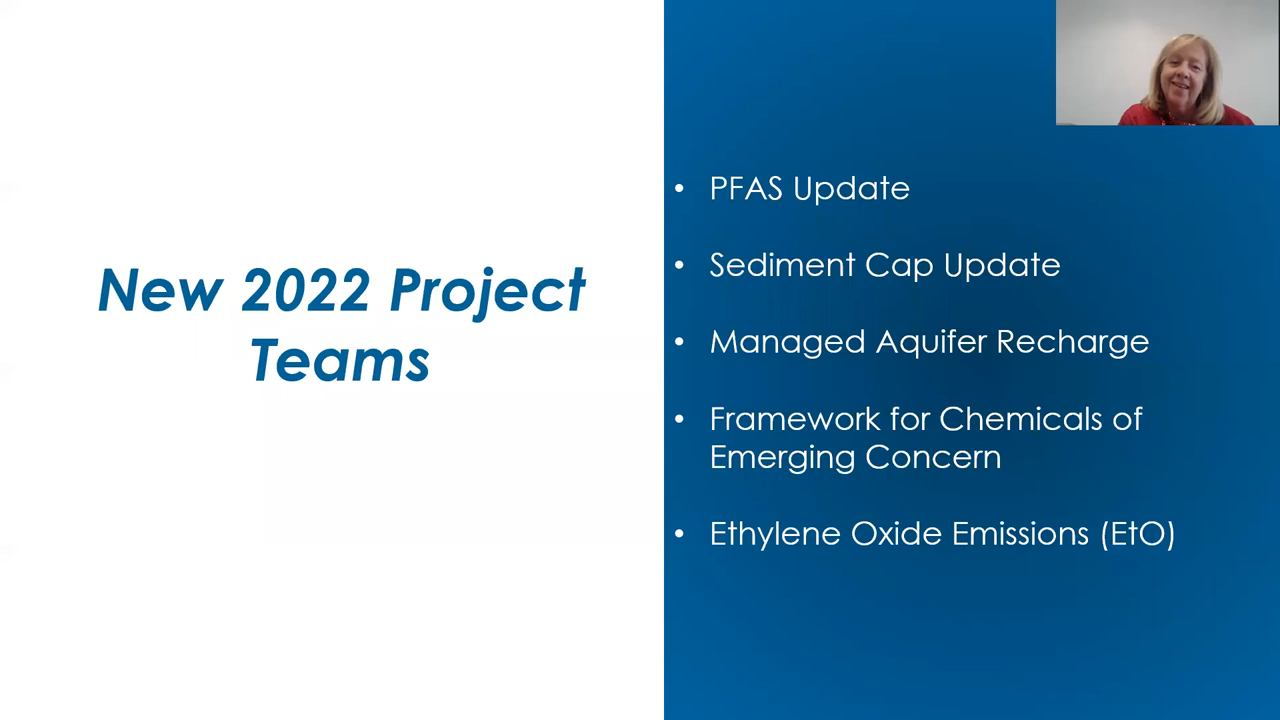 New 2022 Project
Teams
• PFAS Update
• Sediment Cap Update
• Managed Aquifer Recharge
• Framework for Chemicals of
Emerging Concern
• Ethylene Oxide Emissions (EtO)